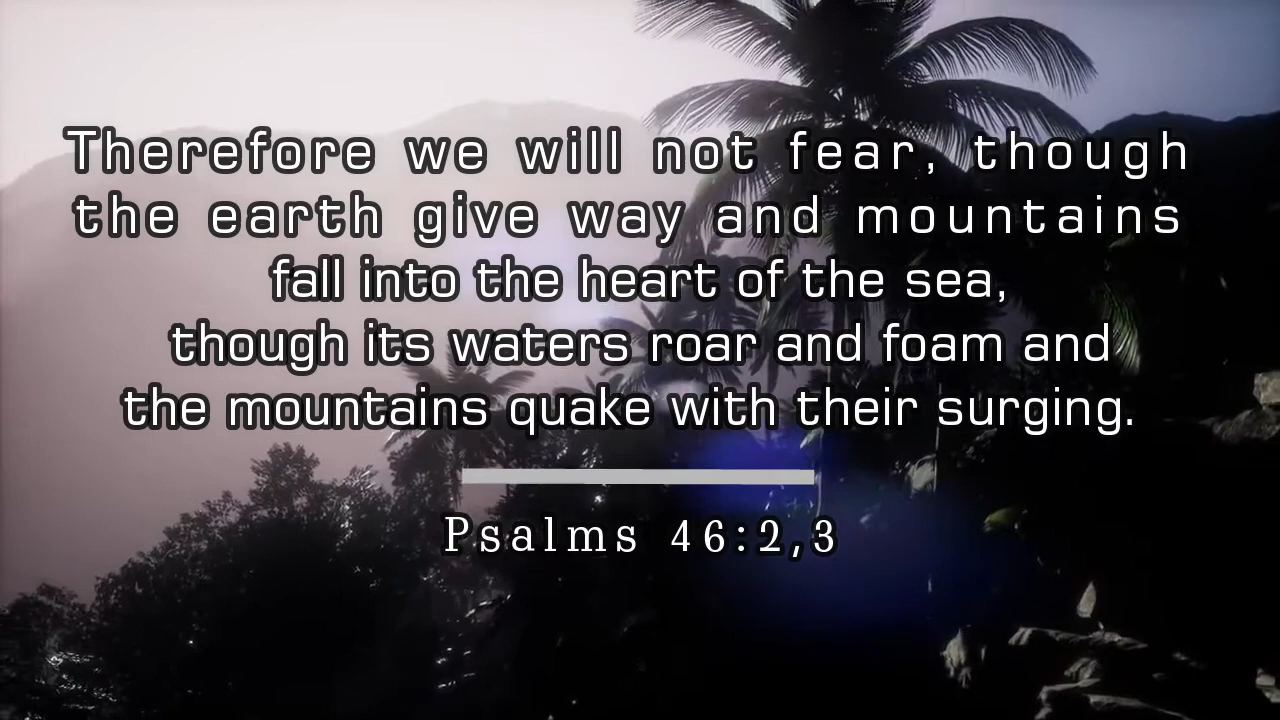 Therefore we will not fear, though
the earth give way and mountains
fall into the heart of the sea,
though its waters roar and foam and
the mountains quake with their surging.
Psalms 46:2,3